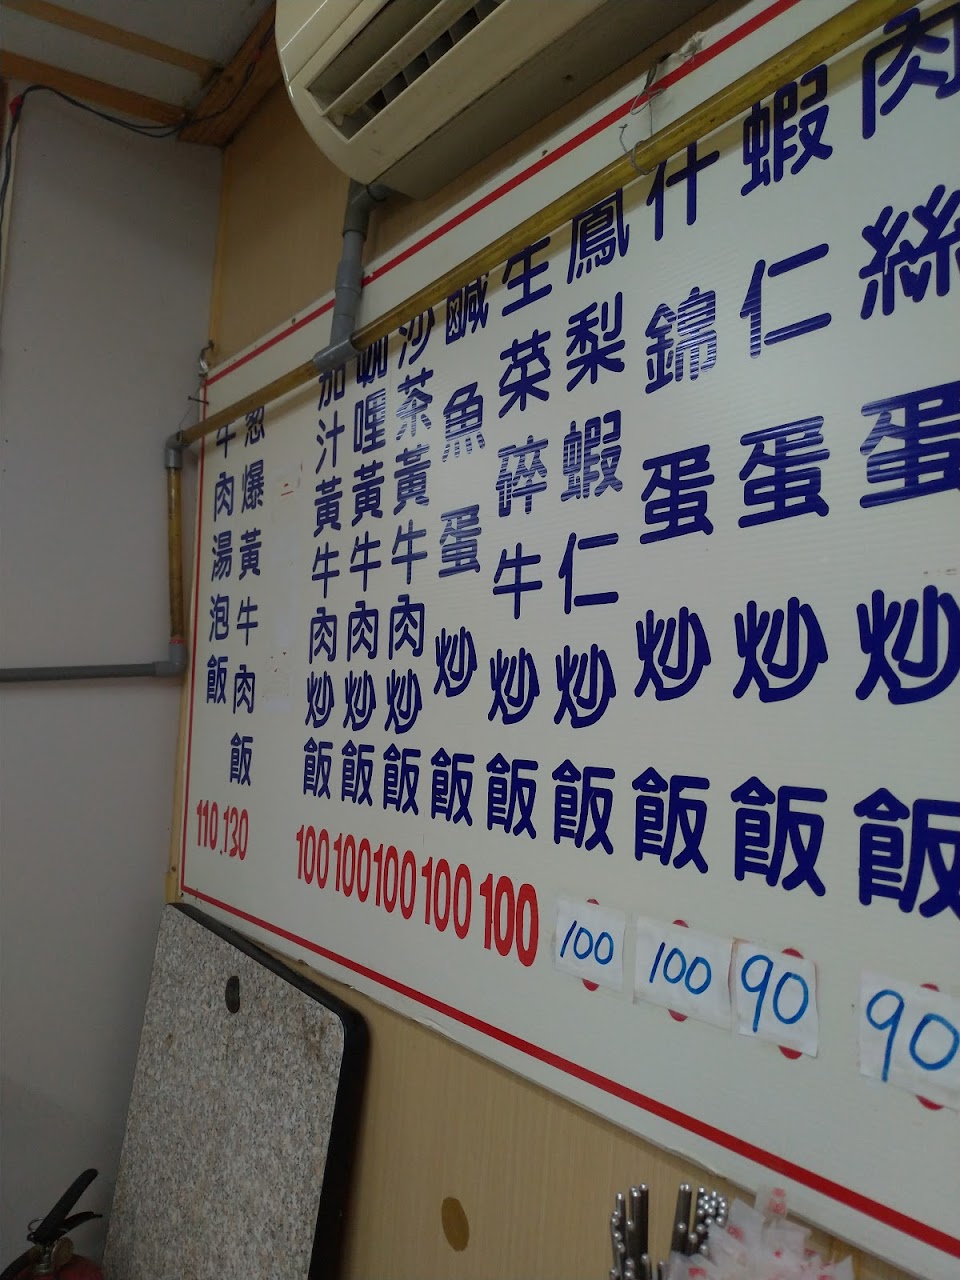 肉絲蛋炒飯 90
蝦仁蛋炒飯 90
什錦蛋炒飯 100
鳳梨蝦仁炒飯 100
生菜碎牛炒飯 100
鹹魚蛋炒飯 100
沙茶黃牛肉炒飯 100
咖喱黃牛肉炒飯 100
茄汁黃牛肉炒飯 100
葱爆黃牛肉飯 130
牛肉湯泡飯 110